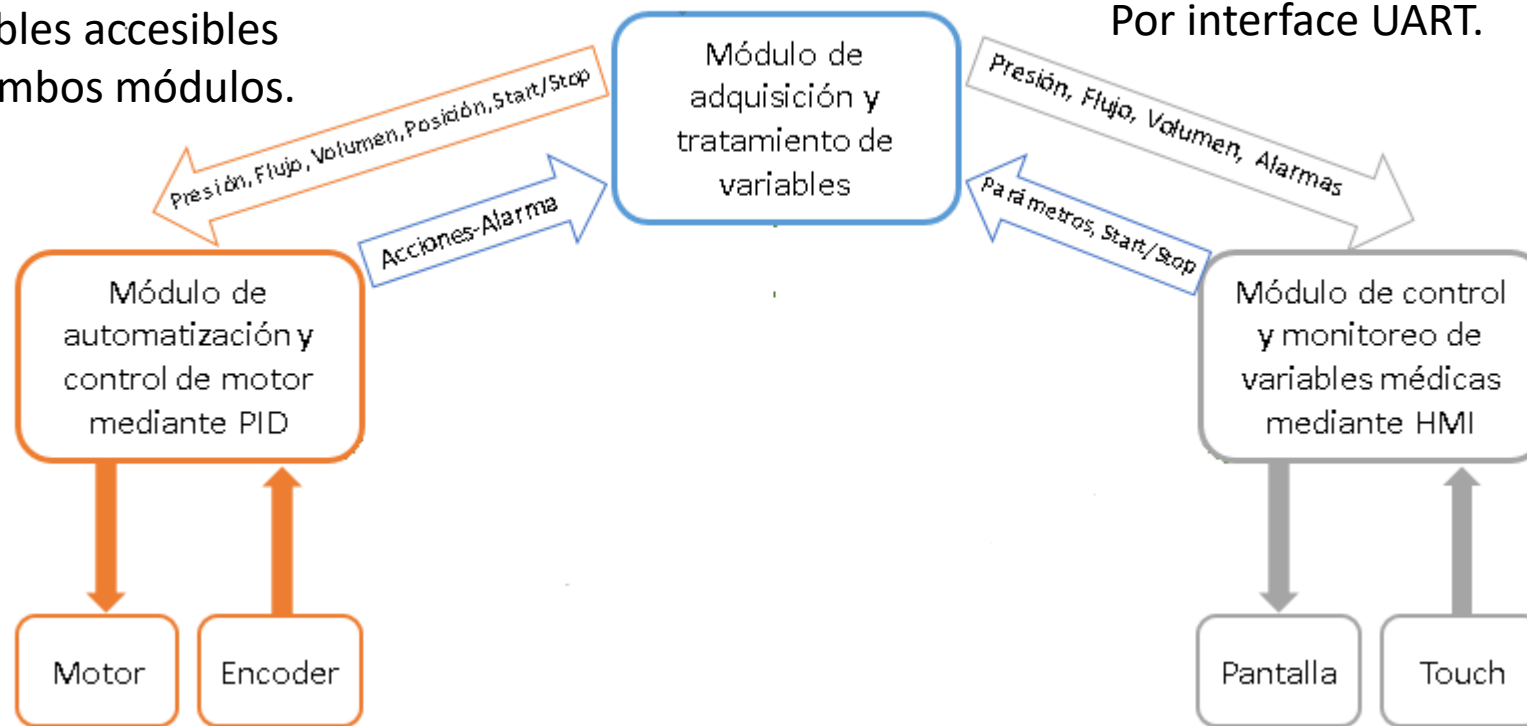 bles accesibles
mbos módulos.
Por interface UART.
Módulo de
adquisición y
tratamiento de
variables
Presión, Flujo, Volumen, Posición, Start/Stop
Acciones-Alarma
Presión, Flujo, Volumen, Alarmas
Parámetros, Start/Stop
Módulo de
automatización y
control de motor
mediante PID
Módulo de control
y monitoreo de
variables médicas
mediante HMI
Motor
Encoder
Pantalla
Touch